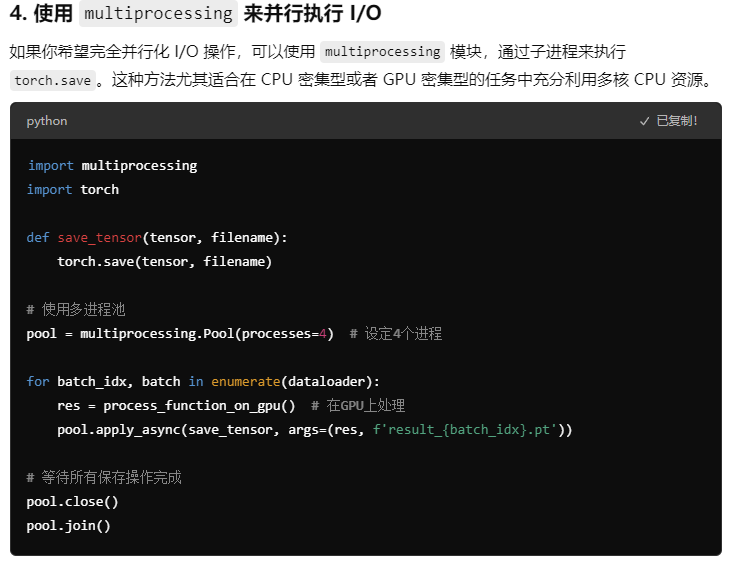 4. 使用 multiprocessing 来并行执行 I/O
如果你希望完全并行化 I/O 操作，可以使用 multiprocessing 模块，通过子进程来执行
torch.save 。这种方法尤其适合在 CPU 密集型或者 GPU 密集型的任务中充分利用多核 CPU 资源。
python
✓ 已复制!
import multiprocessing
import torch
def save_tensor(tensor, filename):
    torch.save(tensor, filename)
# 使用多进程池
pool = multiprocessing.Pool(processes=4)  # 设定4个进程
for batch_idx, batch in enumerate(dataloader):
    res = process_function_on_gpu()  # 在GPU上处理
    pool.apply_async(save_tensor, args=(res, f'result_{batch_idx}.pt'))
# 等待所有保存操作完成
pool.close()
pool.join()